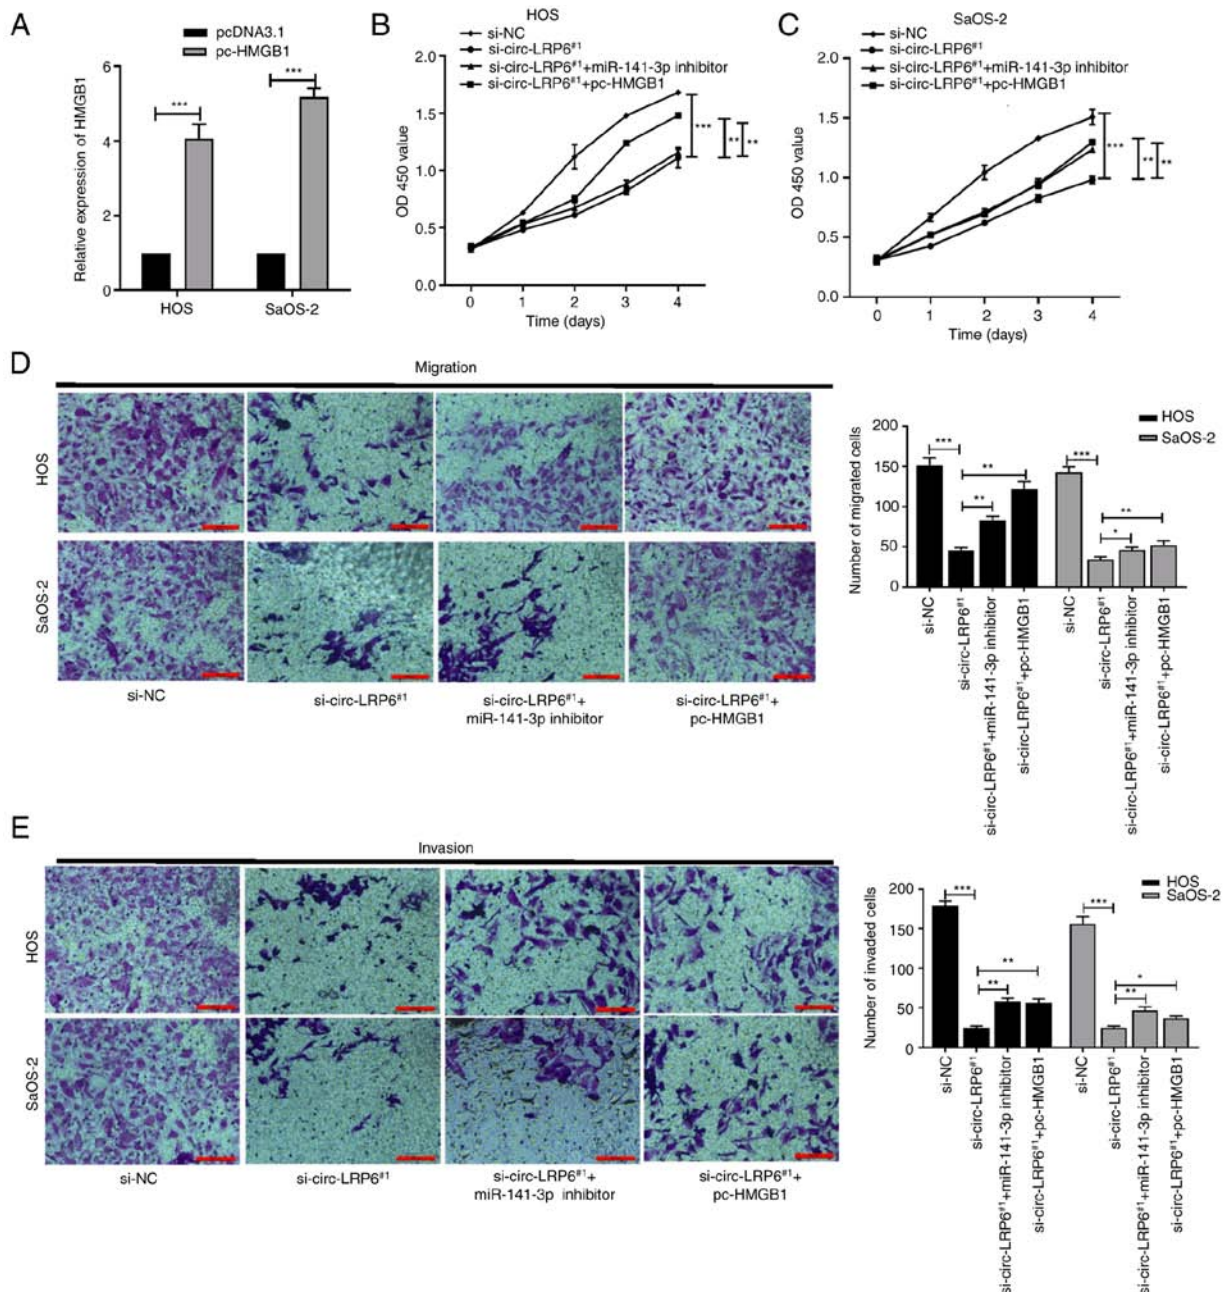 A
pcDNA3.1
pc-HMGB1
Relative expression of HMGB1
6
4
2
0
***
***
HOS
SaOS-2
B
HOS
si-NC
si-circ-LRP6#1
si-circ-LRP6#1+miR-141-3p inhibitor
si-circ-LRP6#1+pc-HMGB1
OD 450 value
2.0
1.5
1.0
0.5
0.0
***
**
**
0 1 2 3 4
Time (days)
C
SaOS-2
si-NC
si-circ-LRP6#1
si-circ-LRP6#1+miR-141-3p inhibitor
si-circ-LRP6#1+pc-HMGB1
OD 450 value
2.0
1.5
1.0
0.5
0.0
***
**
**
0 1 2 3 4
Time (days)
D
Migration
HOS
SaOS-2
si-NC
si-circ-LRP6#1
si-circ-LRP6#1+
miR-141-3p inhibitor
si-circ-LRP6#1+
pc-HMGB1
HOS
SaOS-2
Number of migrated cells
200
150
100
50
0
***
**
**
***
**
*
si-NC
si-circ-LRP6#1
si-circ-LRP6#1+miR-141-3p inhibitor
si-circ-LRP6#1+pc-HMGB1
si-NC
si-circ-LRP6#1
si-circ-LRP6#1+miR-141-3p inhibitor
si-circ-LRP6#1+pc-HMGB1
E
Invasion
HOS
SaOS-2
si-NC
si-circ-LRP6#1
si-circ-LRP6#1+
miR-141-3p inhibitor
si-circ-LRP6#1+
pc-HMGB1
HOS
SaOS-2
Number of invaded cells
200
150
100
50
0
***
**
**
***
*
**
si-NC
si-circ-LRP6#1
si-circ-LRP6#1+miR-141-3p inhibitor
si-circ-LRP6#1+pc-HMGB1
si-NC
si-circ-LRP6#1
si-circ-LRP6#1+miR-141-3p inhibitor
si-circ-LRP6#1+pc-HMGB1